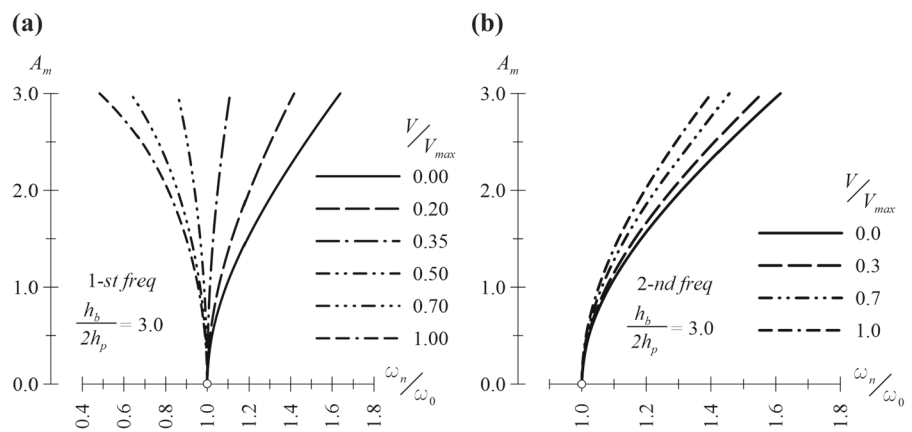 (a)
A_m
3.0
2.0
1.0
0.0
V/V_max
0.00
0.20
0.35
0.50
0.70
1.00
1-st freq
h_b/2h_p = 3.0
ω_n/ω_0
0.4
0.6
0.8
1.0
1.2
1.4
1.6
1.8
(b)
A_m
3.0
2.0
1.0
0.0
V/V_max
0.0
0.3
0.7
1.0
2-nd freq
h_b/2h_p = 3.0
ω_n/ω_0
1.0
1.2
1.4
1.6
1.8